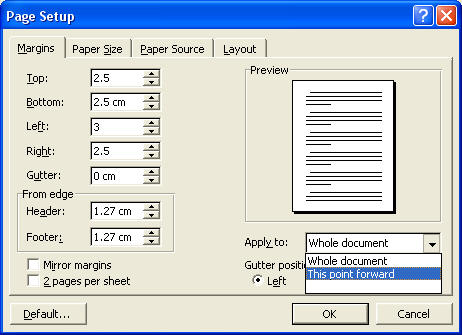 Page Setup
Margins Paper Size Paper Source Layout
Top: 2.5
Bottom: 2.5 cm
Left: 3
Right: 2.5
Gutter: 0 cm
From edge
Header: 1.27 cm
Footer: 1.27 cm
Mirror margins
2 pages per sheet
Preview
Apply to: Whole document
Whole document
This point forward
Gutter positi
Left
Default... OK Cancel